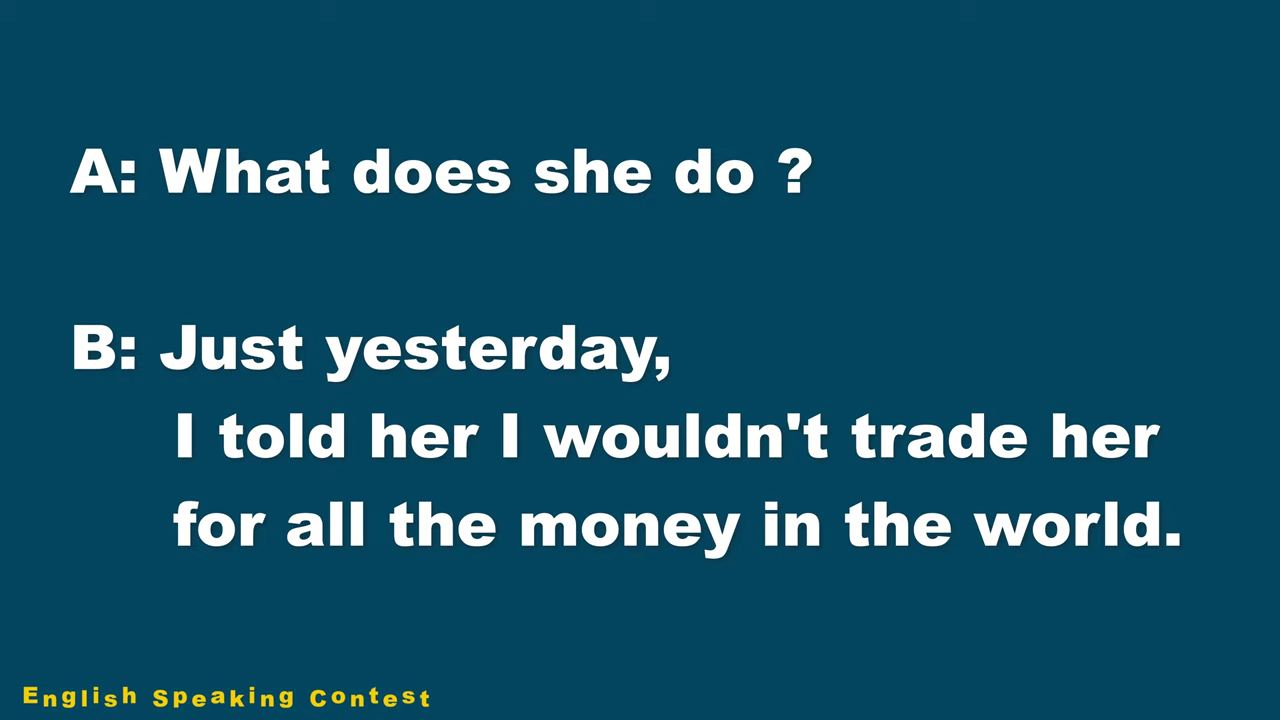 A: What does she do ?
B: Just yesterday,
I told her I wouldn't trade her
for all the money in the world.
English Speaking Contest